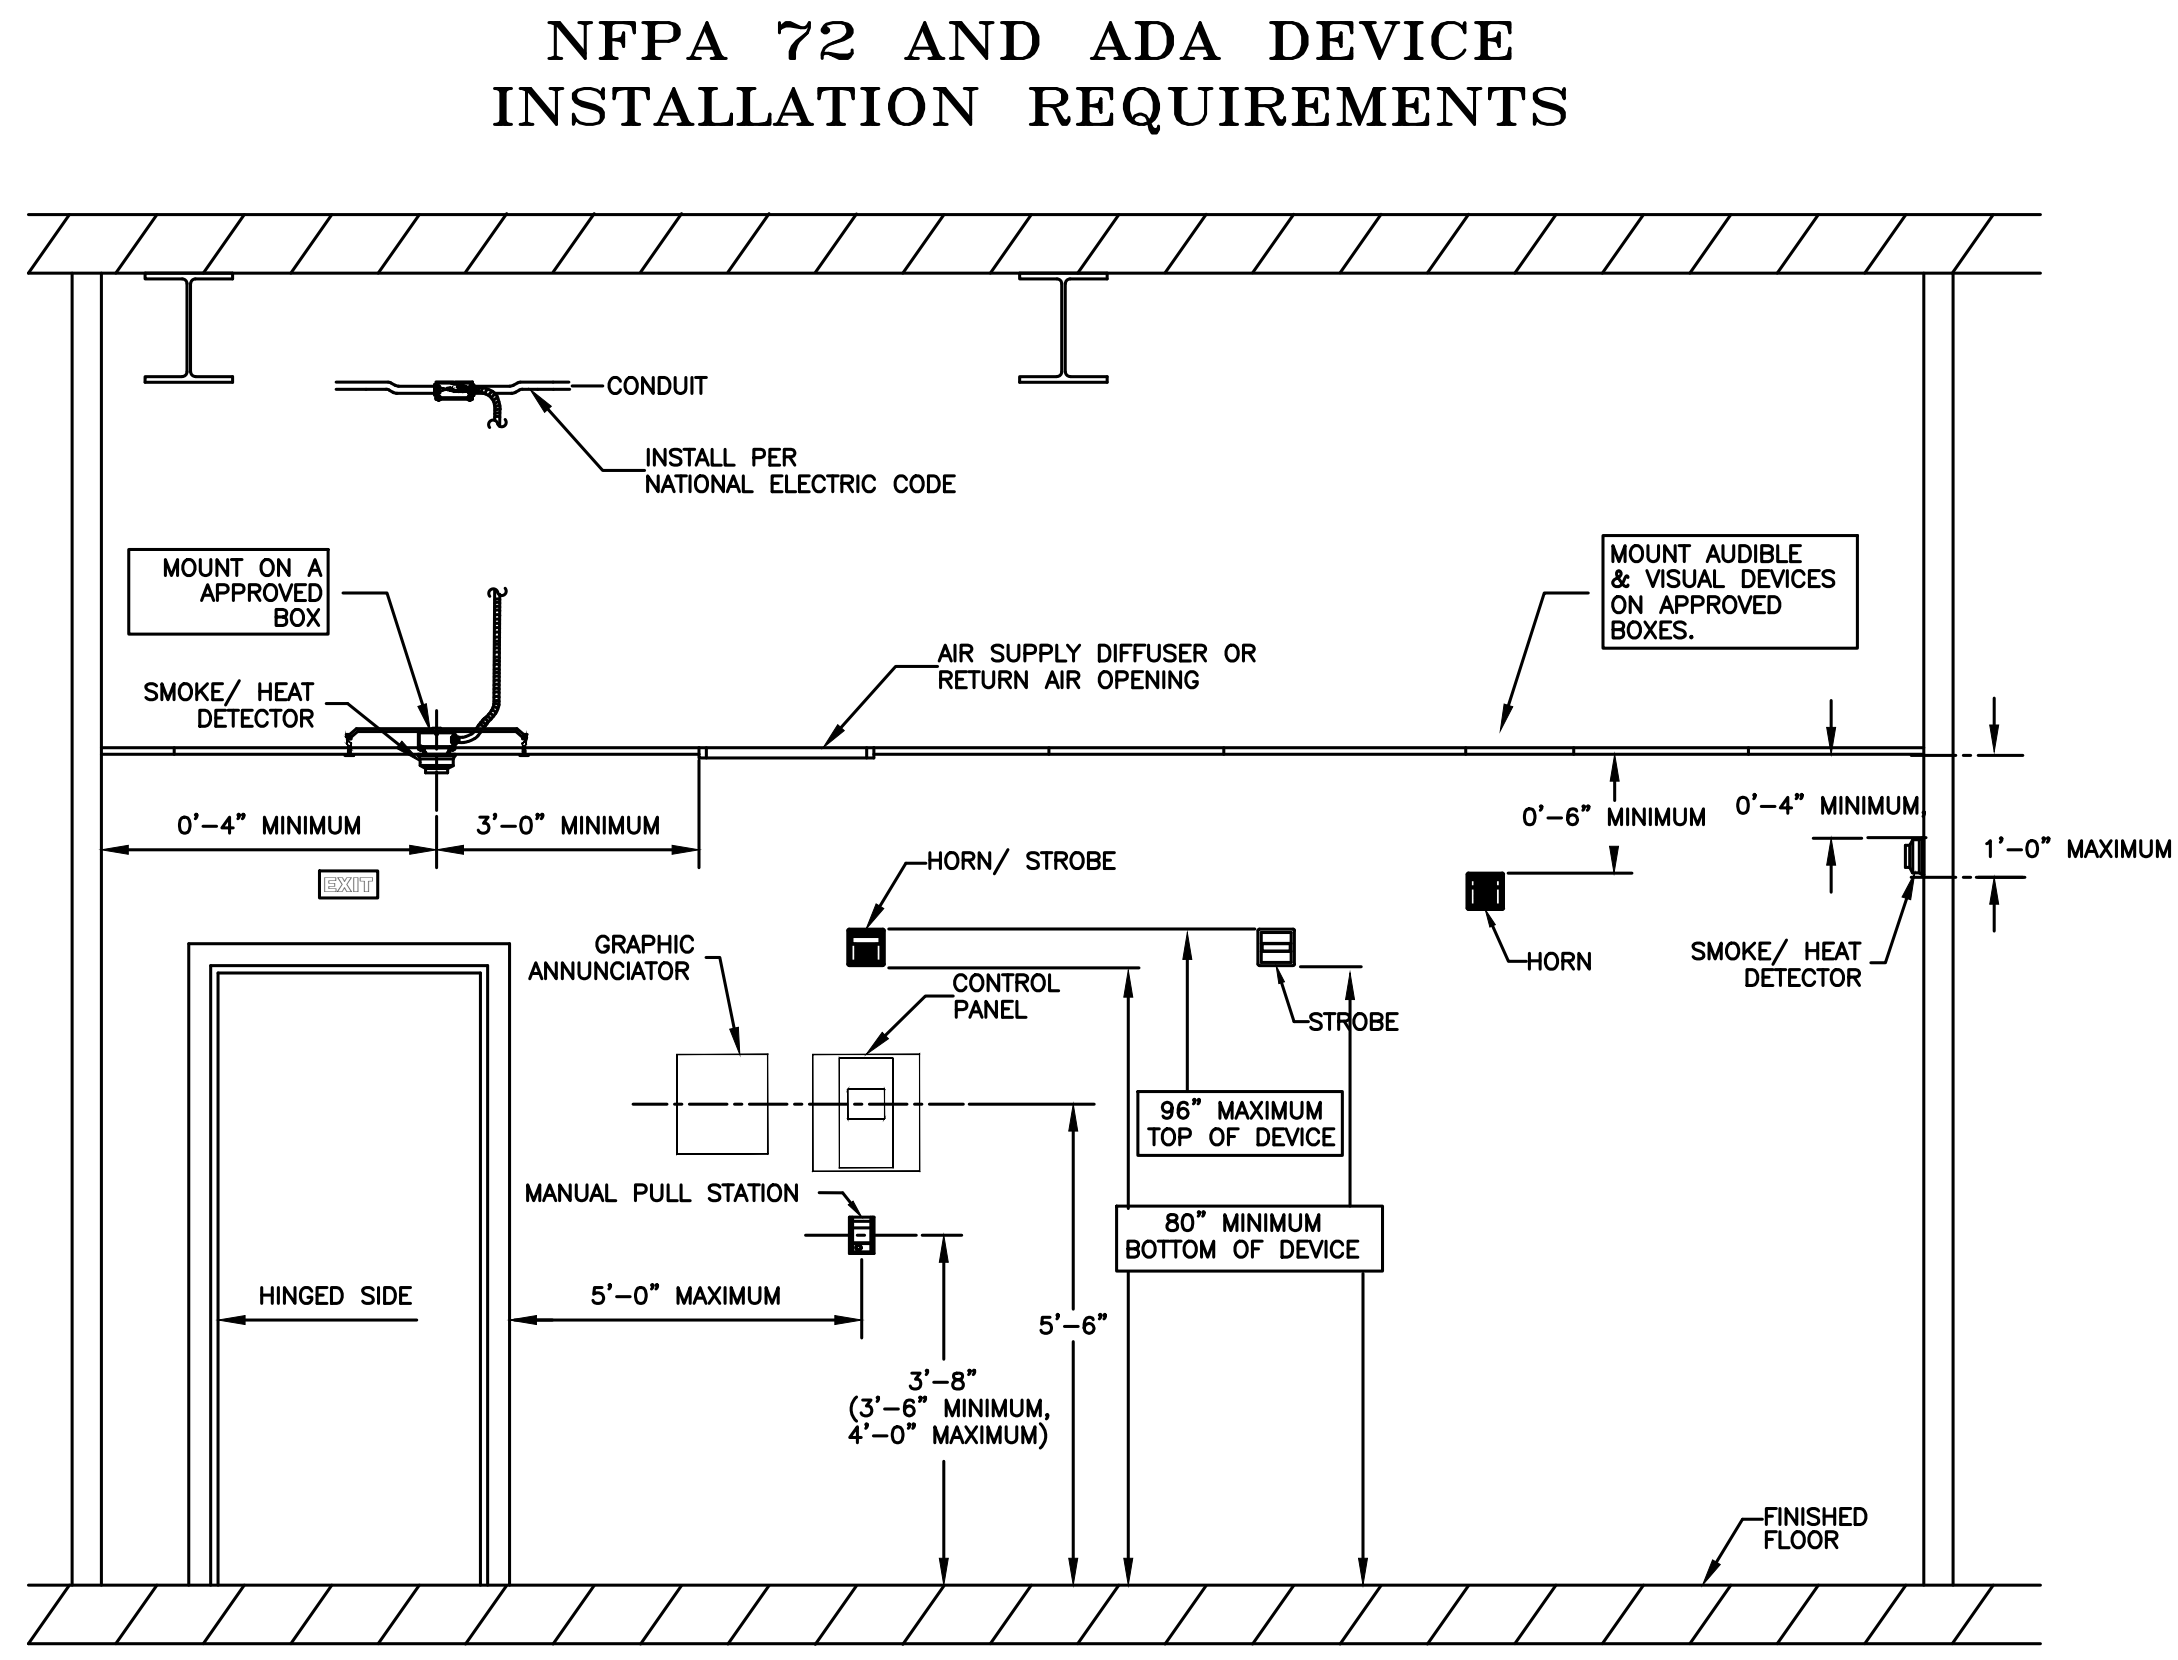 NFPA 72 AND ADA DEVICE
INSTALLATION REQUIREMENTS
CONDUIT
INSTALL PER
NATIONAL ELECTRIC CODE
MOUNT ON A
APPROVED
BOX
MOUNT AUDIBLE
& VISUAL DEVICES
ON APPROVED
BOXES.
SMOKE/ HEAT
DETECTOR
AIR SUPPLY DIFFUSER OR
RETURN AIR OPENING
0'-4" MINIMUM
3'-0" MINIMUM
0'-6" MINIMUM
0'-4" MINIMUM,
1'-0" MAXIMUM
EXIT
HORN/ STROBE
GRAPHIC
ANNUNCIATOR
CONTROL
PANEL
STROBE
HORN
SMOKE/ HEAT
DETECTOR
96" MAXIMUM
TOP OF DEVICE
MANUAL PULL STATION
80" MINIMUM
BOTTOM OF DEVICE
HINGED SIDE
5'-0" MAXIMUM
5'-6"
3'-8"
(3'-6" MINIMUM,
4'-0" MAXIMUM)
FINISHED
FLOOR